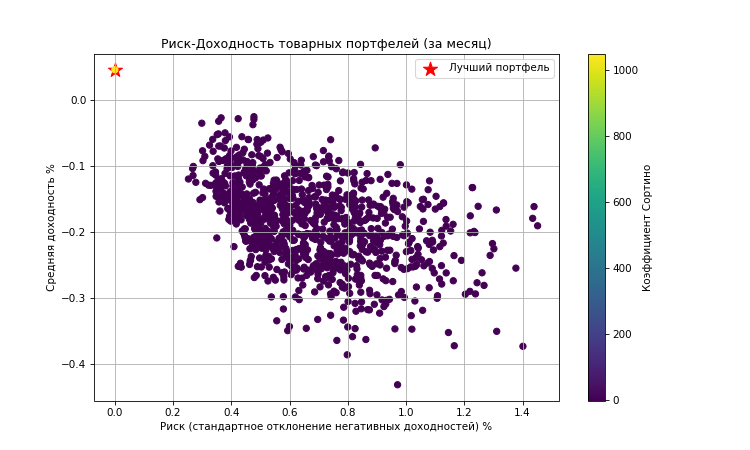 Риск-Доходность товарных портфелей (за месяц)
Лучший портфель
0.0
−0.1
−0.2
−0.3
−0.4
Средняя доходность %
0.0 0.2 0.4 0.6 0.8 1.0 1.2 1.4
Риск (стандартное отклонение негативных доходностей) %
1000
800
600
400
200
0
Коэффициент Сортино